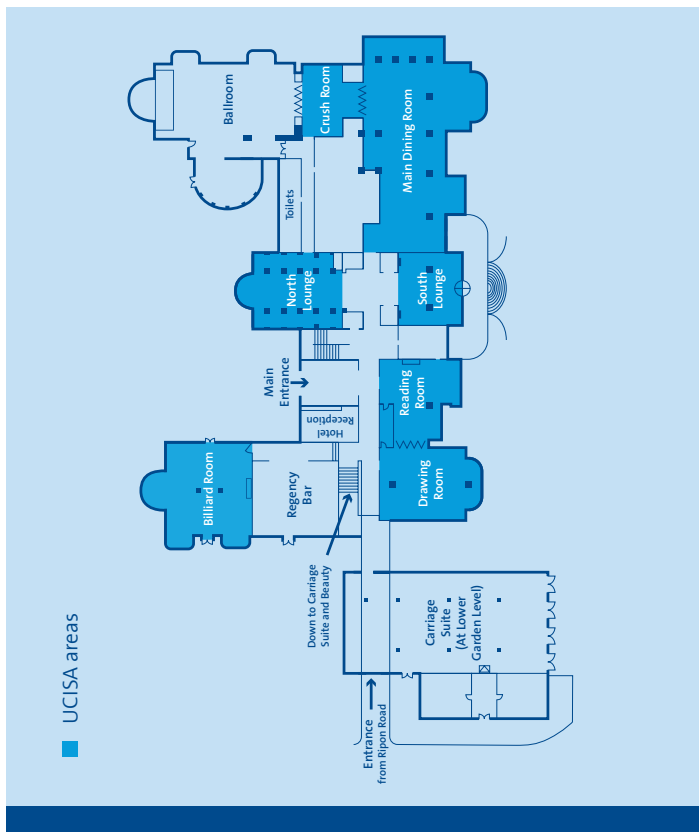 UCISA areas
Entrance
from Ripon Road
Carriage
Suite
(At Lower
Garden Level)
Down to Carriage
Suite and Beauty
Billiard Room
Regency
Bar
Drawing
Room
Hotel
Reception
Main
Entrance
Reading
Room
North
Lounge
South
Lounge
Toilets
Ballroom
Crush Room
Main Dining Room